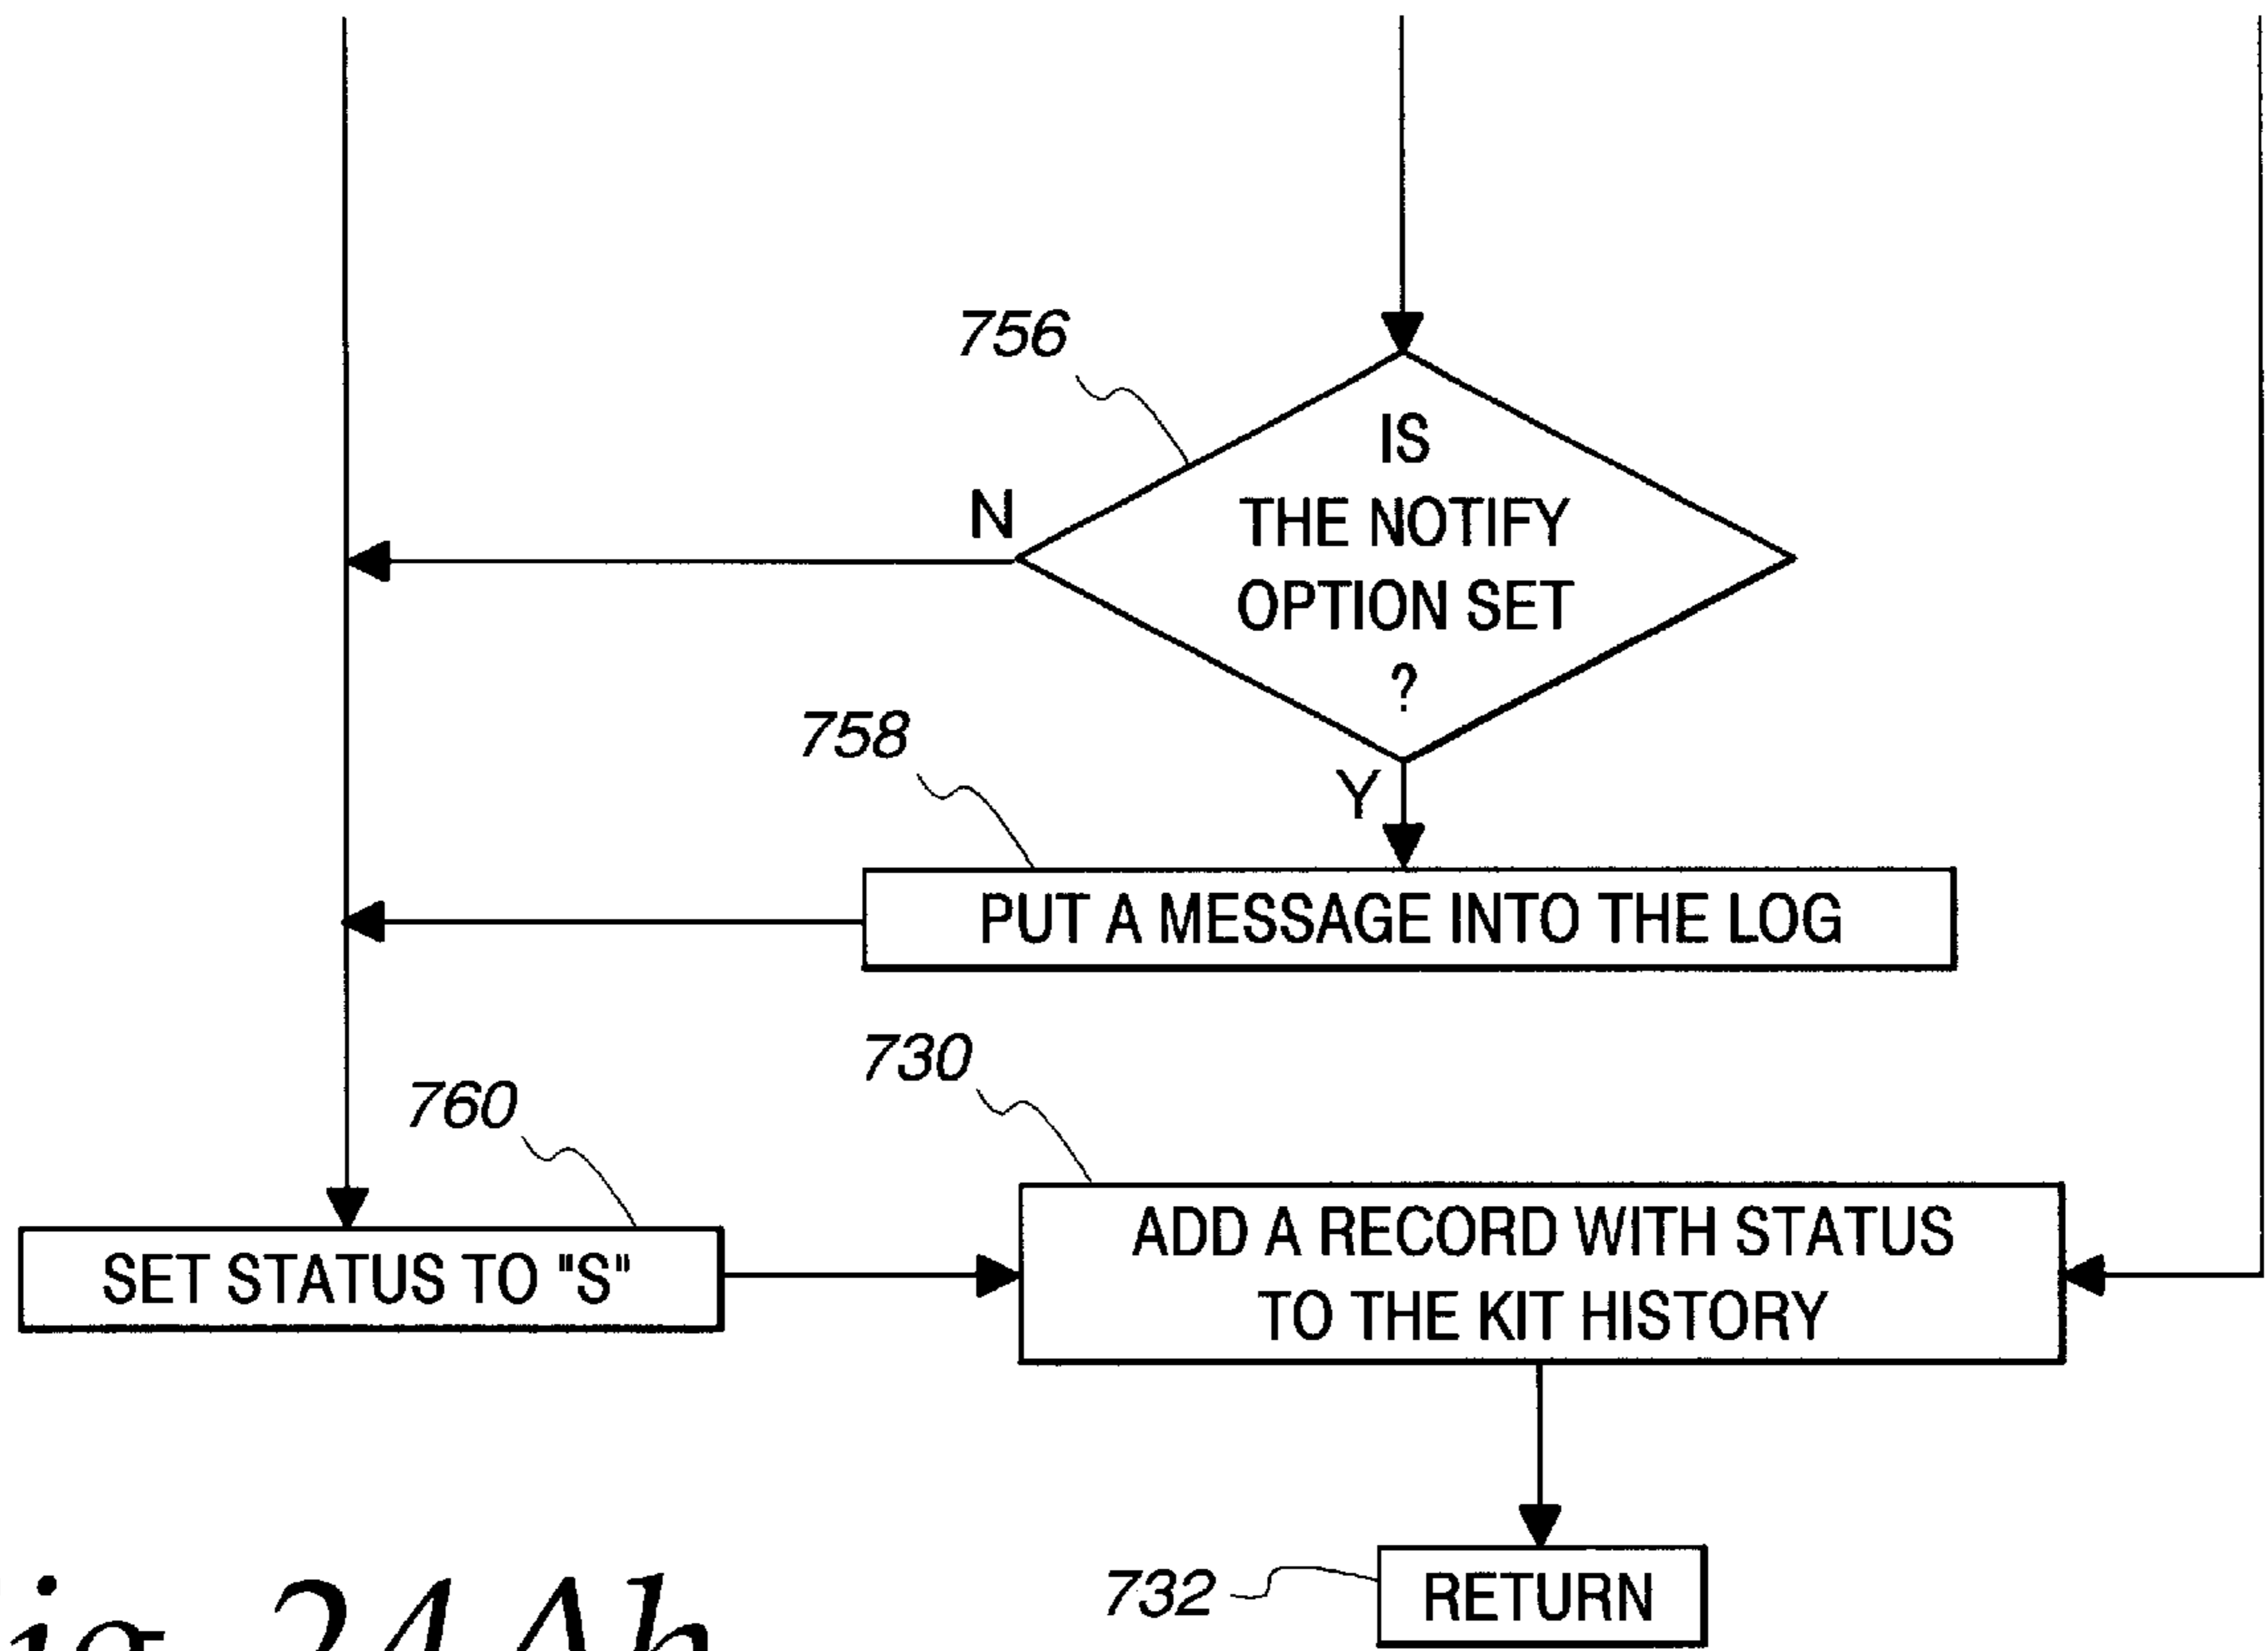 756
IS
THE NOTIFY
OPTION SET
?
N
Y
758
PUT A MESSAGE INTO THE LOG
760
SET STATUS TO "S"
730
ADD A RECORD WITH STATUS
TO THE KIT HISTORY
732
RETURN